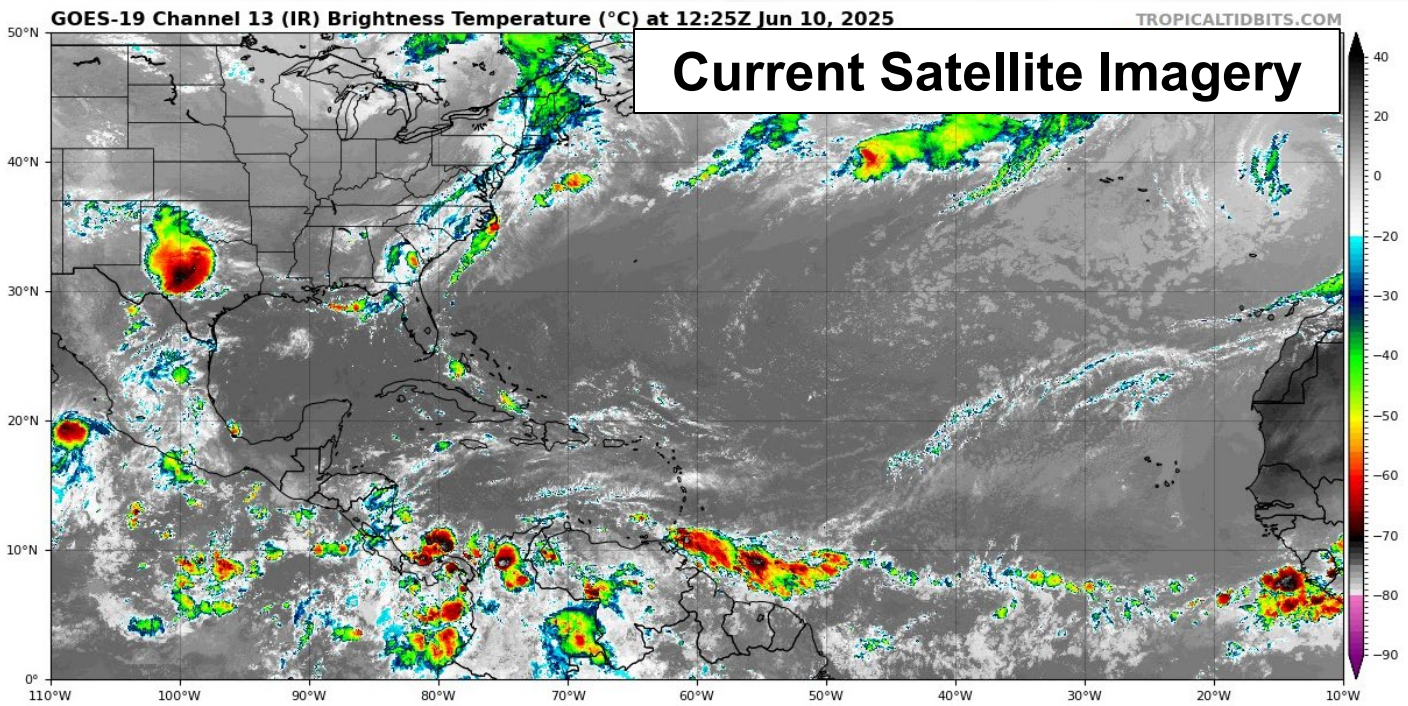 GOES-19 Channel 13 (IR) Brightness Temperature (°C) at 12:25Z Jun 10, 2025
TROPICALTIDBITS.COM
Current Satellite Imagery
50°N
40°N
30°N
20°N
10°N
0°
110°W
100°W
90°W
80°W
70°W
60°W
50°W
40°W
30°W
20°W
10°W
40
20
0
−20
−30
−40
−50
−60
−70
−80
−90